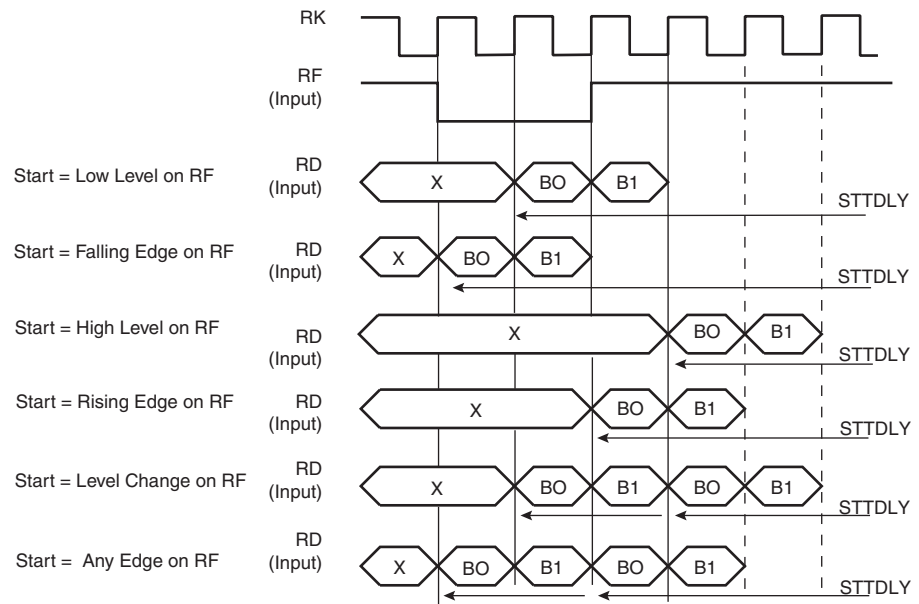 RK
RF
(Input)
Start = Low Level on RF
RD
(Input)
X
BO
B1
STTDLY
Start = Falling Edge on RF
RD
(Input)
X
BO
B1
STTDLY
Start = High Level on RF
RD
(Input)
X
BO
B1
STTDLY
Start = Rising Edge on RF
RD
(Input)
X
BO
B1
STTDLY
Start = Level Change on RF
RD
(Input)
X
BO
B1
BO
B1
STTDLY
Start = Any Edge on RF
RD
(Input)
X
BO
B1
BO
B1
STTDLY